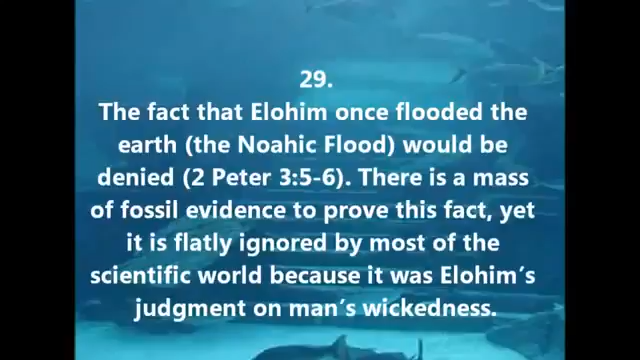 29.
The fact that Elohim once flooded the
earth (the Noahic Flood) would be
denied (2 Peter 3:5-6). There is a mass
of fossil evidence to prove this fact, yet
it is flatly ignored by most of the
scientific world because it was Elohim’s
judgment on man’s wickedness.